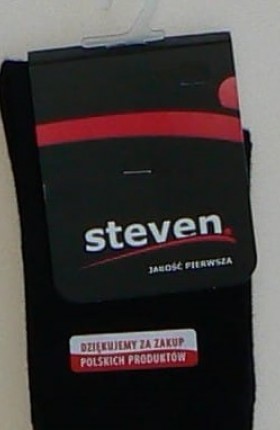 steven.
JAKOŚĆ PIERWSZA
DZIĘKUJEMY ZA ZAKUP
POLSKICH PRODUKTÓW